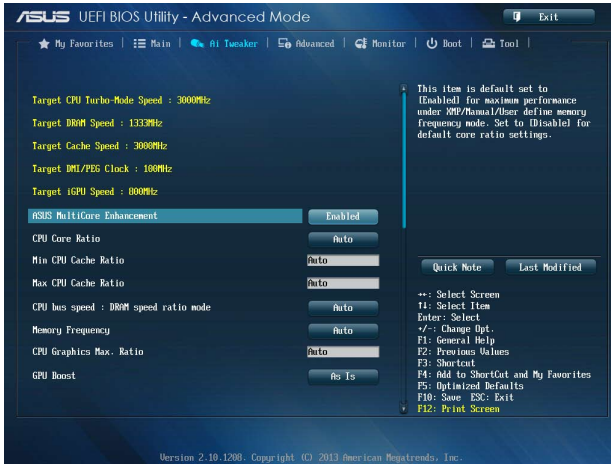 ASUS UEFI BIOS Utility - Advanced Mode
Exit
My Favorites | Main | Ai Tweaker | Advanced | Monitor | Boot | Tool |
Target CPU Turbo-Mode Speed : 3000MHz
Target DRAM Speed : 1333MHz
Target Cache Speed : 3000MHz
Target DMI/PEG Clock : 100MHz
Target iGPU Speed : 800MHz
ASUS MultiCore Enhancement Enabled
CPU Core Ratio Auto
Min CPU Cache Ratio Auto
Max CPU Cache Ratio Auto
CPU bus speed : DRAM speed ratio mode Auto
Memory Frequency Auto
CPU Graphics Max. Ratio Auto
GPU Boost As Is
This item is default set to
[Enabled] for maximum performance
under XMP/Manual/User define memory
frequency mode. Set to [Disable] for
default core ratio settings.
Quick Note Last Modified
→←: Select Screen
↑↓: Select Item
Enter: Select
+/-: Change Opt.
F1: General Help
F2: Previous Values
F3: Shortcut
F4: Add to ShortCut and My Favorites
F5: Optimized Defaults
F10: Save ESC: Exit
F12: Print Screen
Version 2.10.1208. Copyright (C) 2013 American Megatrends, Inc.